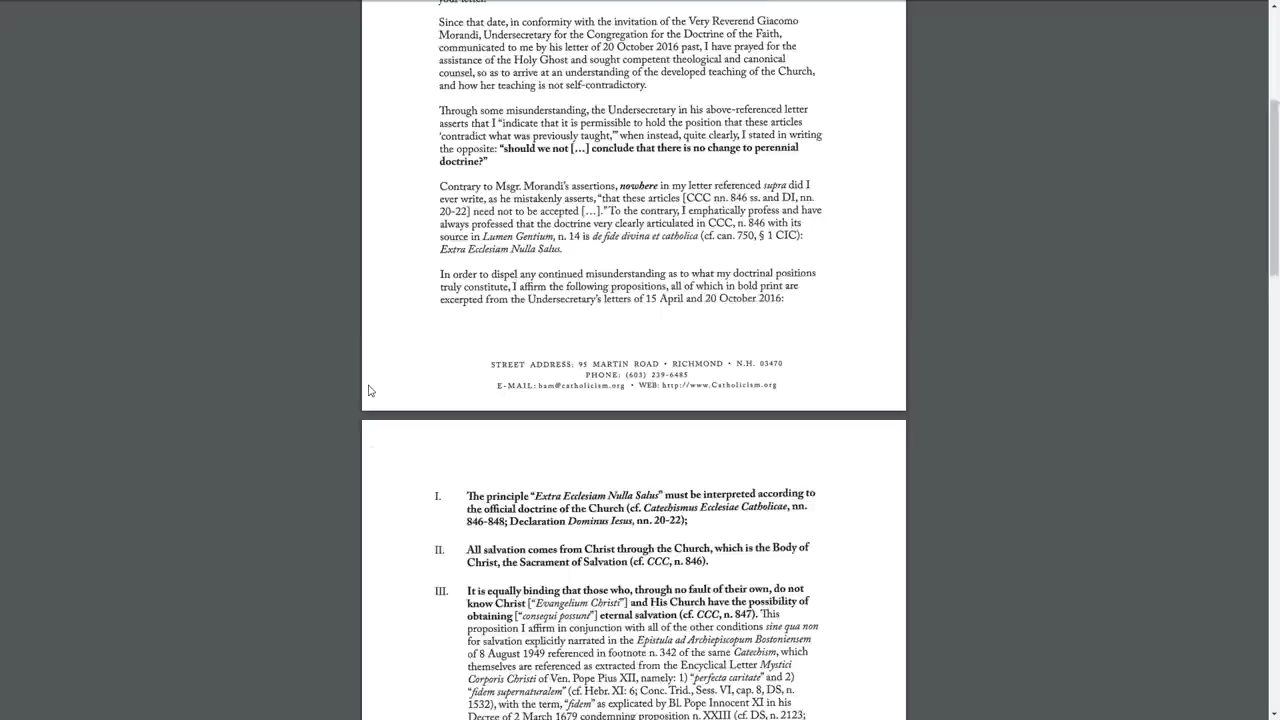 your letter.
Since that date, in conformity with the invitation of the Very Reverend Giacomo
Morandi, Undersecretary for the Congregation for the Doctrine of the Faith,
communicated to me by his letter of 20 October 2016 past, I have prayed for the
assistance of the Holy Ghost and sought competent theological and canonical
counsel, so as to arrive at an understanding of the developed teaching of the Church,
and how her teaching is not self-contradictory.
Through some misunderstanding, the Undersecretary in his above-referenced letter
asserts that I “indicate that it is permissible to hold the position that these articles
‘contradict what was previously taught,’” when instead, quite clearly, I stated in writing
the opposite: “should we not […] conclude that there is no change to perennial
doctrine?”
Contrary to Msgr. Morandi’s assertions, nowhere in my letter referenced supra did I
ever write, as he mistakenly asserts, “that these articles [CCC nn. 846 ss. and DI, nn.
20-22] need not to be accepted […].” To the contrary, I emphatically profess and have
always professed that the doctrine very clearly articulated in CCC, n. 846 with its
source in Lumen Gentium, n. 14 is de fide divina et catholica (cf. can. 750, § 1 CIC):
Extra Ecclesiam Nulla Salus.
In order to dispel any continued misunderstanding as to what my doctrinal positions
truly constitute, I affirm the following propositions, all of which in bold print are
excerpted from the Undersecretary’s letters of 15 April and 20 October 2016:
STREET ADDRESS: 95 MARTIN ROAD • RICHMOND • N.H. 03470
PHONE: (603) 239-6485
E-MAIL: bam@catholicism.org • WEB: http://www.Catholicism.org
I. The principle “Extra Ecclesiam Nulla Salus” must be interpreted according to
the official doctrine of the Church (cf. Catechismus Ecclesiae Catholicae, nn.
846-848; Declaration Dominus Iesus, nn. 20-22);
II. All salvation comes from Christ through the Church, which is the Body of
Christ, the Sacrament of Salvation (cf. CCC, n. 846).
III. It is equally binding that those who, through no fault of their own, do not
know Christ [“Evangelium Christi”] and His Church have the possibility of
obtaining [“consequi possunt”] eternal salvation (cf. CCC, n. 847). This
proposition I affirm in conjunction with all of the other conditions sine qua non
for salvation explicitly narrated in the Epistula ad Archiepiscopum Bostoniensem
of 8 August 1949 referenced in footnote n. 342 of the same Catechism, which
themselves are referenced as extracted from the Encyclical Letter Mystici
Corporis Christi of Ven. Pope Pius XII, namely: 1) “perfecta caritate” and 2)
“fidem supernaturalem” (cf. Hebr. XI: 6; Conc. Trid., Sess. VI, cap. 8, DS, n.
1532), with the term, “fidem” as explicated by Bl. Pope Innocent XI in his
Decree of 2 March 1679 condemning proposition n. XXIII (cf. DS, n. 2123;